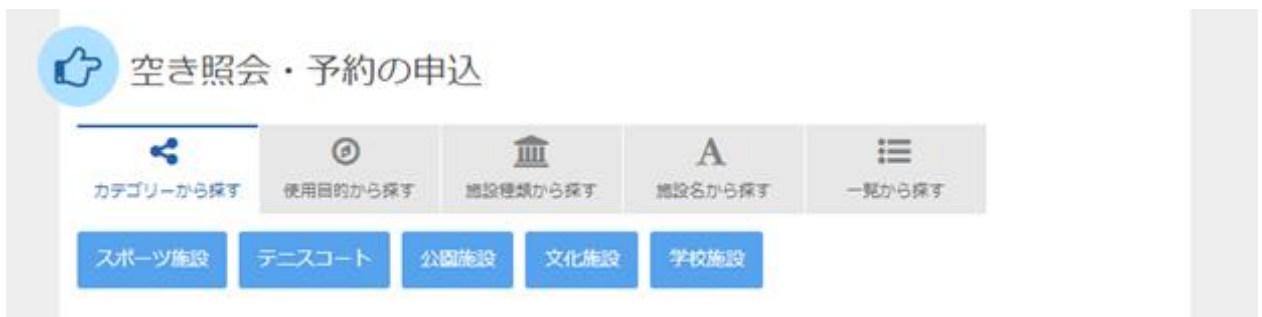 空き照会・予約の申込
カテゴリーから探す
使用目的から探す
施設種類から探す
施設名から探す
一覧から探す
スポーツ施設
テニスコート
公園施設
文化施設
学校施設